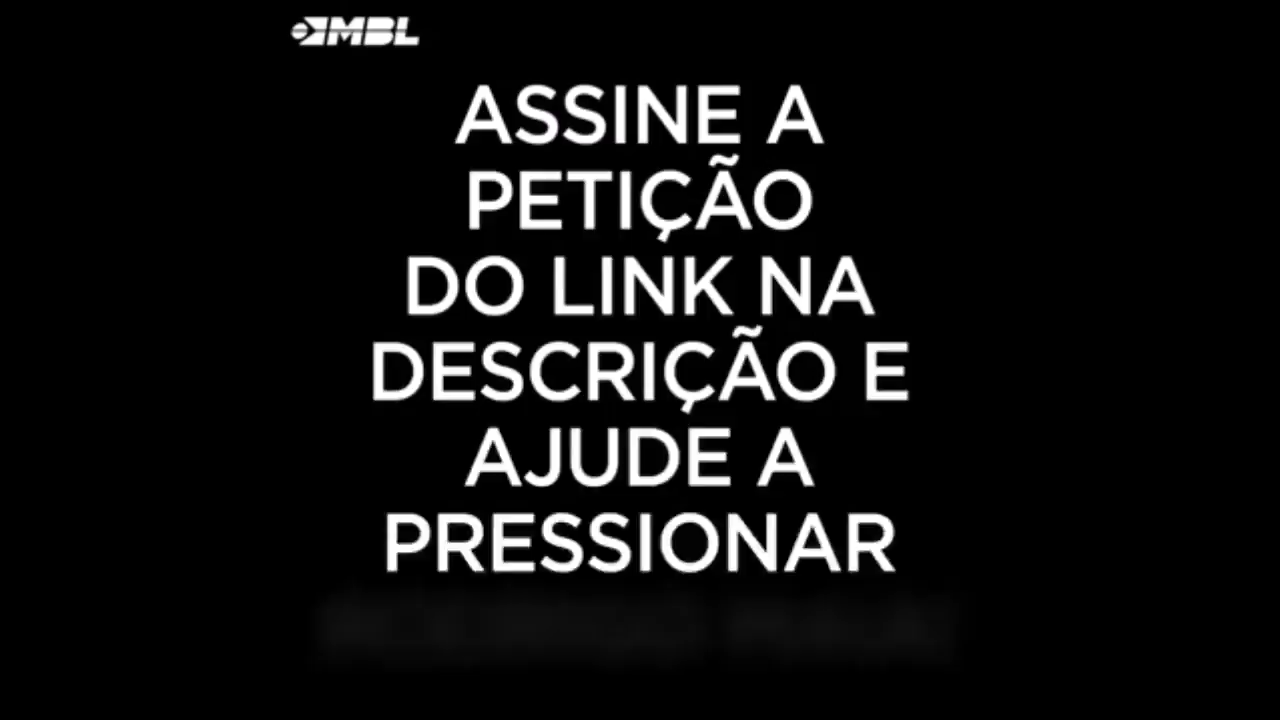 MBL
ASSINE A
PETIÇÃO
DO LINK NA
DESCRIÇÃO E
AJUDE A
PRESSIONAR